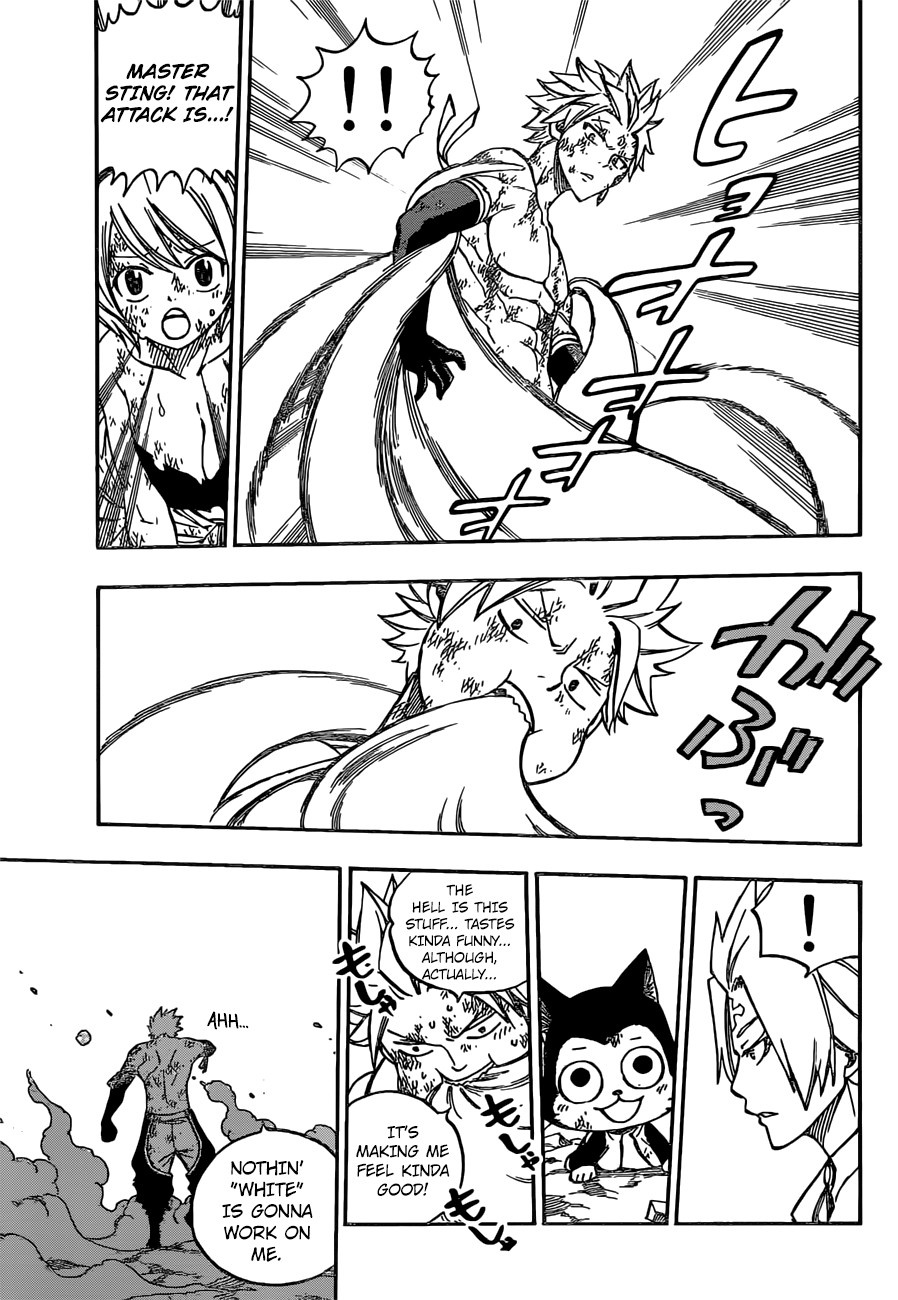 !!
ヒョオオオオ
MASTER
STING! THAT
ATTACK IS...!
がぶっ
!
THE
HELL IS THIS
STUFF... TASTES
KINDA FUNNY...
ALTHOUGH,
ACTUALLY...
もしゃ
もしゃ
もしゃ
IT'S
MAKING ME
FEEL KINDA
GOOD!
AHH...
NOTHIN'
"WHITE"
IS GONNA
WORK ON
ME.